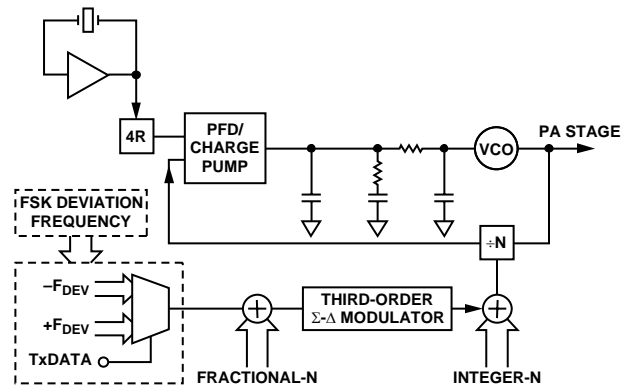 4R
PFD/
CHARGE
PUMP
VCO
PA STAGE
FSK DEVIATION
FREQUENCY
÷N
–FDEV
+FDEV
TxDATA
THIRD-ORDER
Σ-Δ MODULATOR
FRACTIONAL-N
INTEGER-N